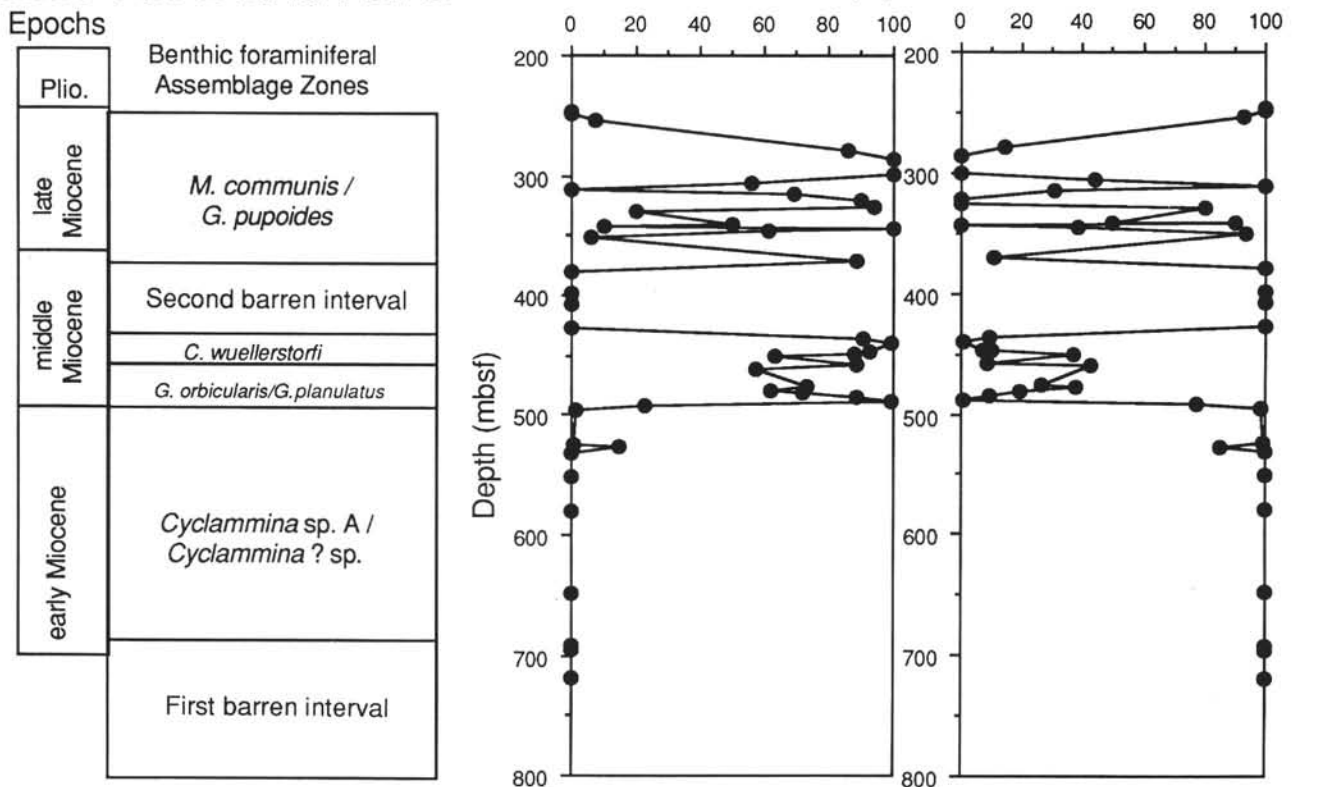 Epochs
Benthic foraminiferal
Assemblage Zones
Plio.
late
Miocene
middle
Miocene
early Miocene
M. communis /
G. pupoides
Second barren interval
C. wuellerstorfi
G. orbicularis/G.planulatus
Cyclammina sp. A /
Cyclammina ? sp.
First barren interval
Depth (mbsf)
0 20 40 60 80 100
200
300
400
500
600
700
800
0 20 40 60 80 100
200
300
400
500
600
700
800